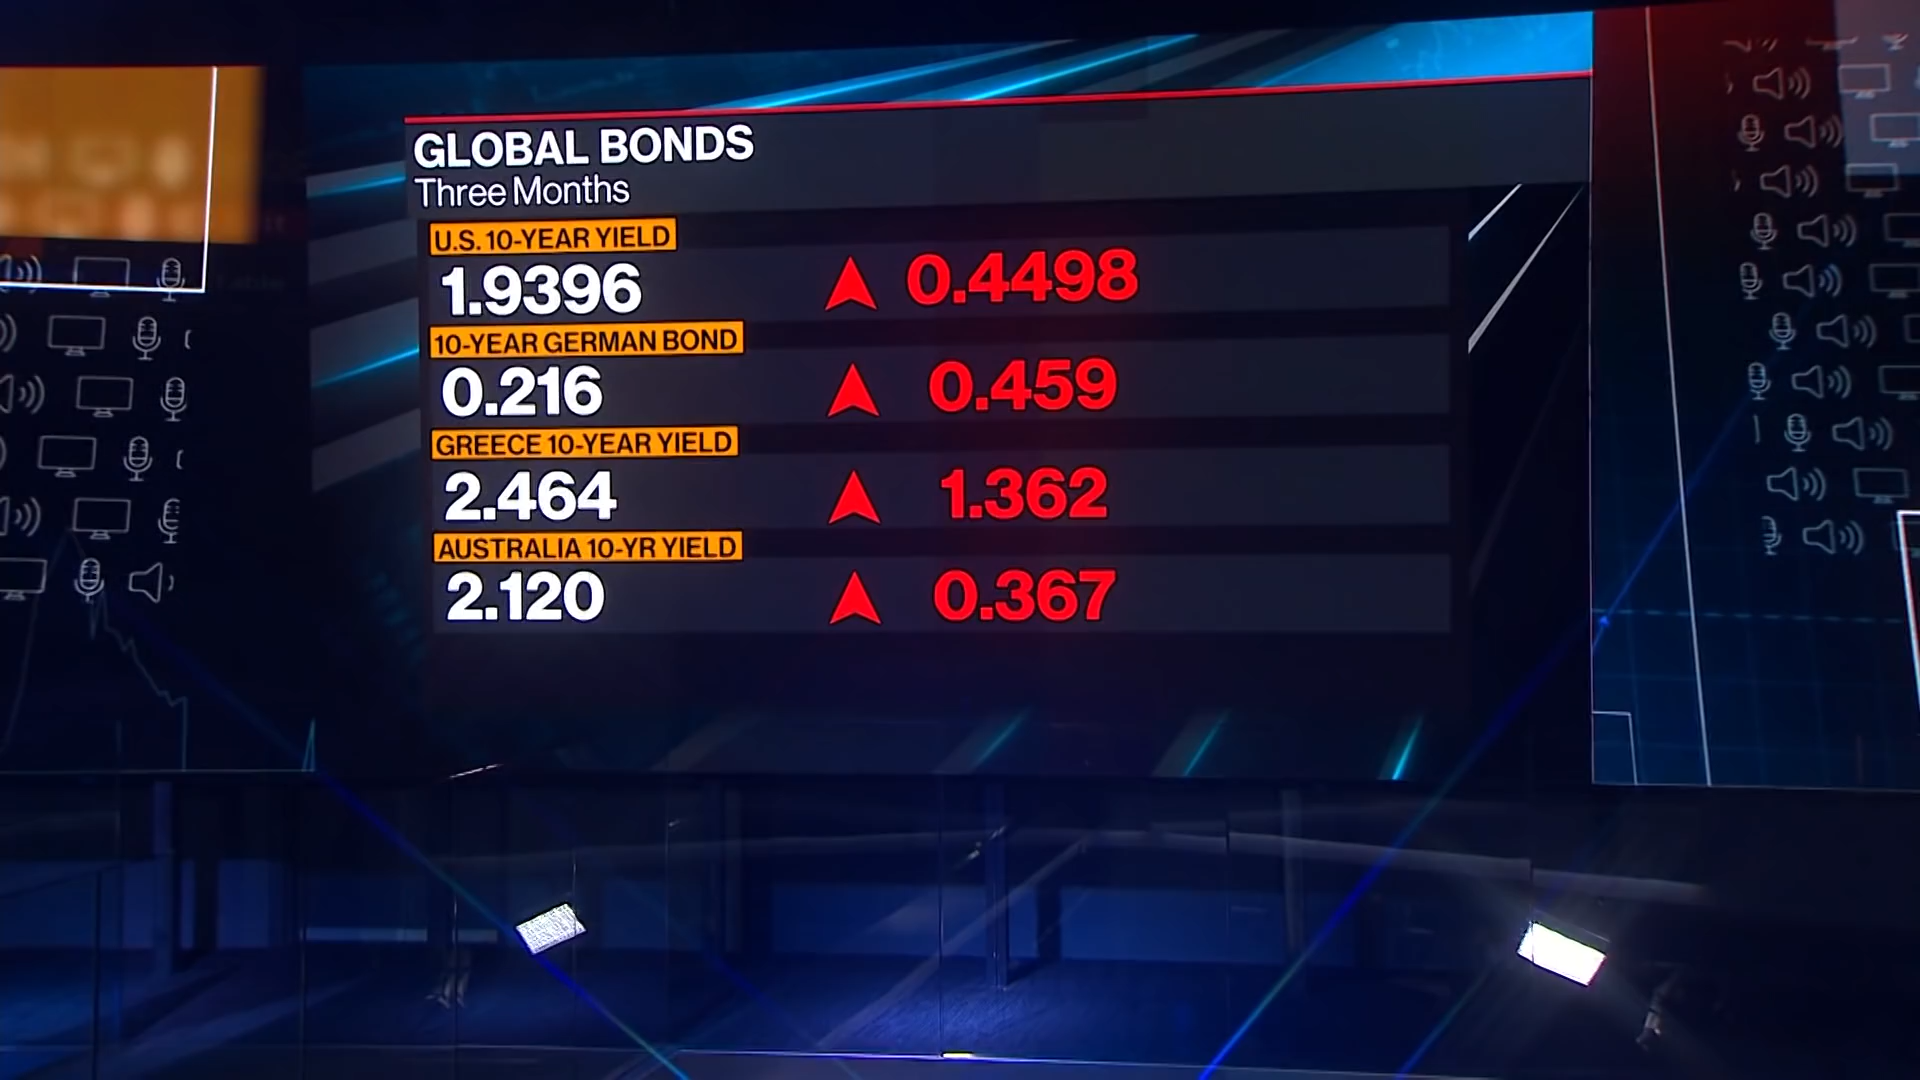 GLOBAL BONDS
Three Months
U.S. 10-YEAR YIELD
1.9396 ▲ 0.4498
10-YEAR GERMAN BOND
0.216 ▲ 0.459
GREECE 10-YEAR YIELD
2.464 ▲ 1.362
AUSTRALIA 10-YR YIELD
2.120 ▲ 0.367